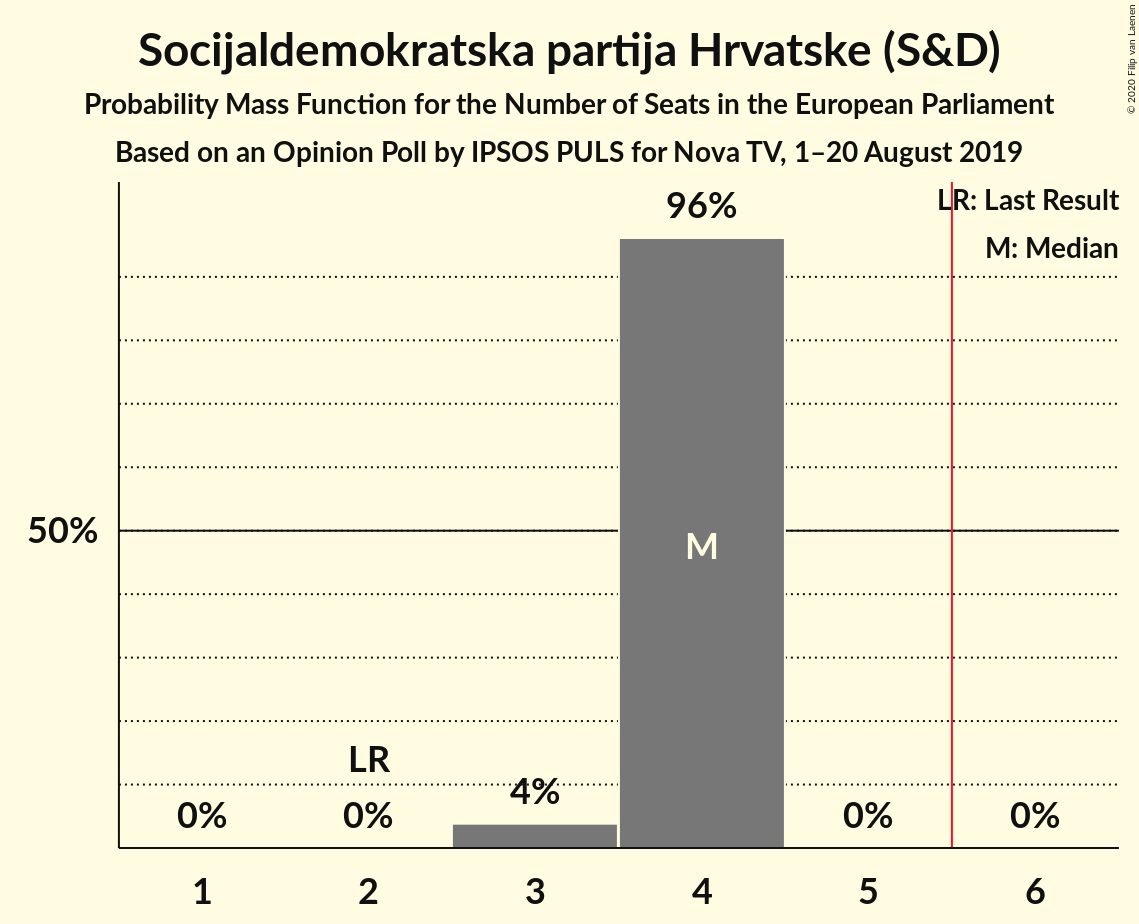 Socijaldemokratska partija Hrvatske (S&D)
Probability Mass Function for the Number of Seats in the European Parliament
Based on an Opinion Poll by IPSOS PULS for Nova TV, 1–20 August 2019
© 2020 Filip van Laenen
LR: Last Result
M: Median
96%
50%
M
LR
4%
0%
0%
0%
0%
1
2
3
4
5
6